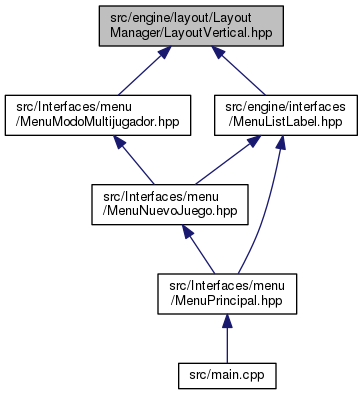 src/engine/layout/Layout
Manager/LayoutVertical.hpp
src/Interfaces/menu
/MenuModoMultijugador.hpp
src/engine/interfaces
/MenuListLabel.hpp
src/Interfaces/menu
/MenuNuevoJuego.hpp
src/Interfaces/menu
/MenuPrincipal.hpp
src/main.cpp